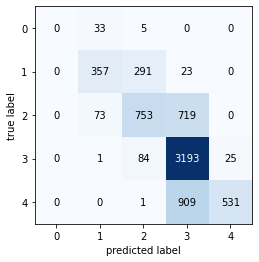 0 0 33 5 0 0
1 0 357 291 23 0
2 0 73 753 719 0
3 0 1 84 3193 25
4 0 0 1 909 531
0 1 2 3 4
true label
predicted label